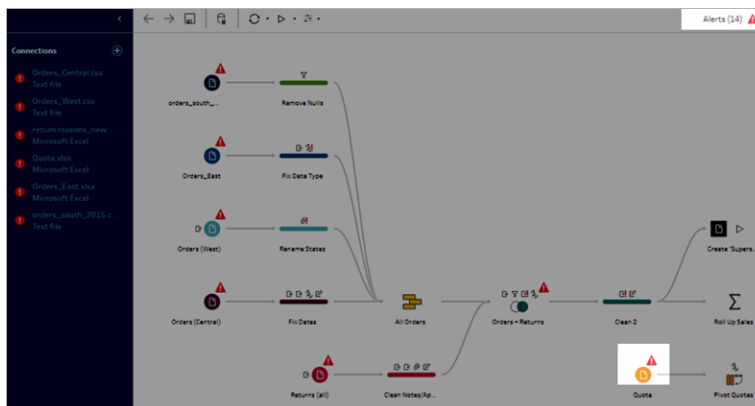 Alerts (14)
Connections
Orders_Central.csv
Text file
Orders_West.csv
Text file
return reasons_new...
Microsoft Excel
Quota.xlsx
Microsoft Excel
Orders_East.xlsx
Microsoft Excel
orders_south_2015.c...
Text file
orders_south_...
Remove Nulls
Orders_East
Fix Data Type
Orders (West)
Rename States
Create 'Supers...
Orders (Central)
Fix Dates
All Orders
Orders + Returns
Clean 2
Roll Up Sales
Returns (all)
Clean Notes/Ap...
Quota
Pivot Quotas